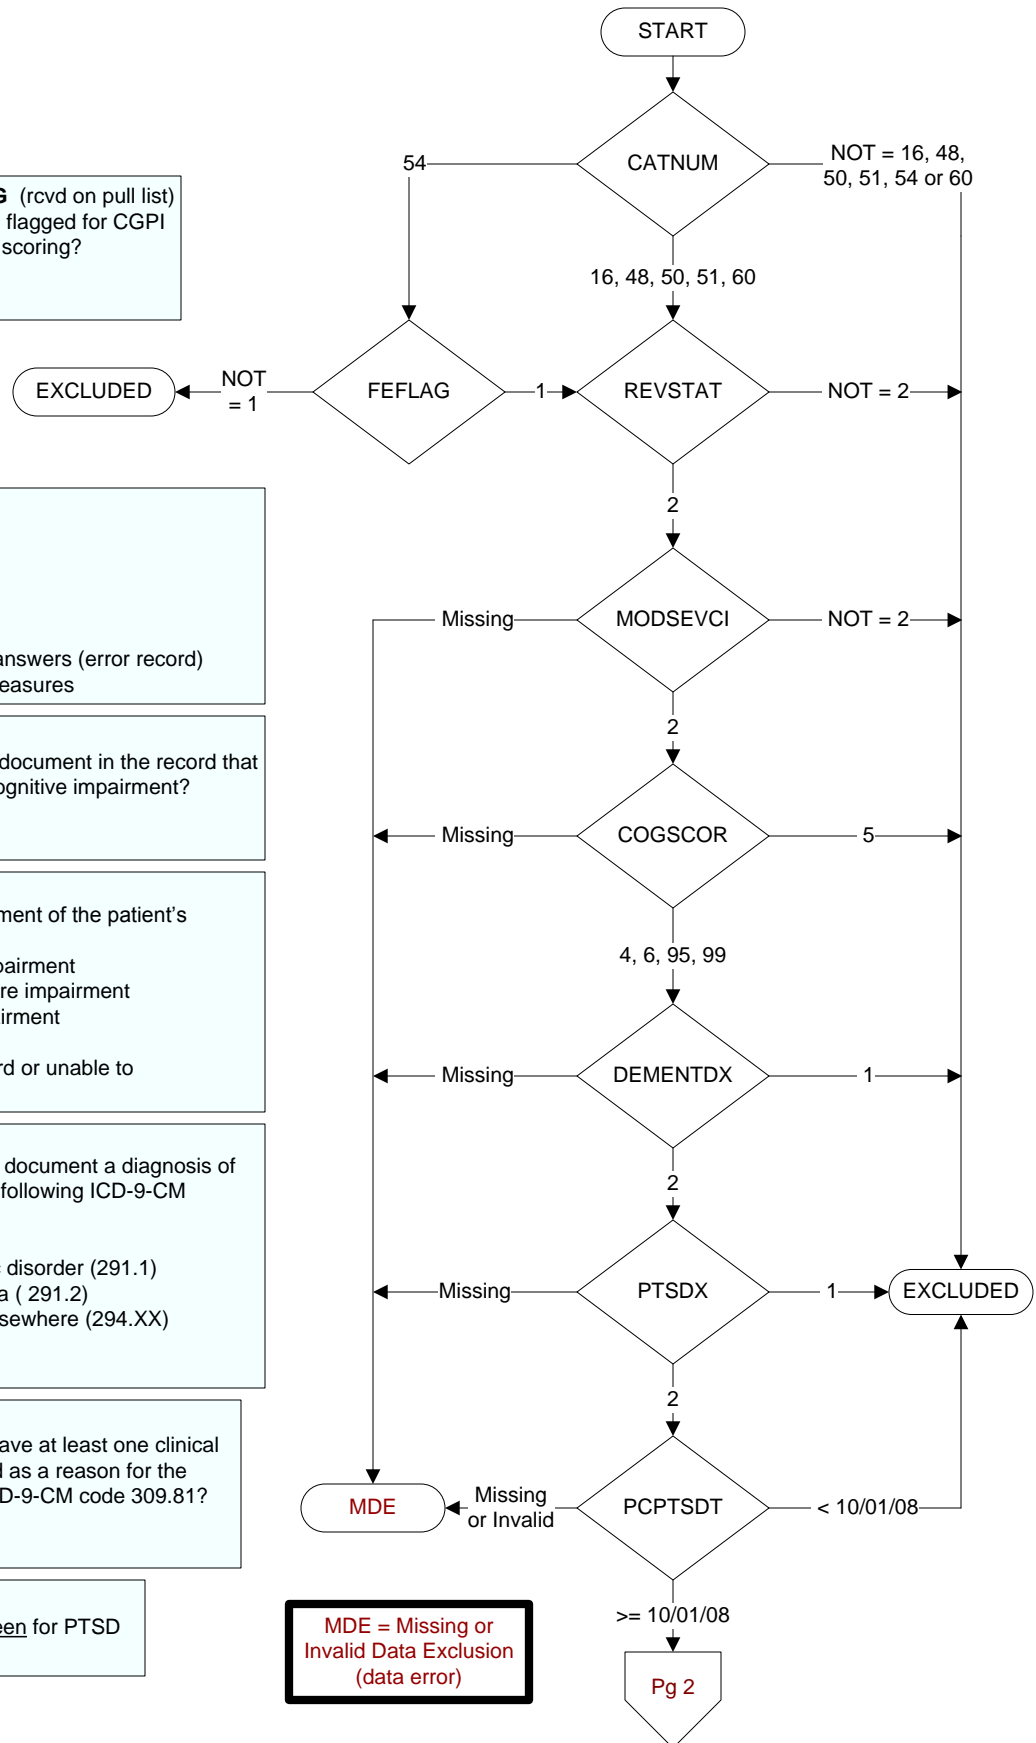 START
CATNUM
54
NOT = 16, 48,
50, 51, 54 or 60
16, 48, 50, 51, 60
G (rcvd on pull list)
flagged for CGPI
scoring?
EXCLUDED
NOT
= 1
FEFLAG
1
REVSTAT
NOT = 2
2
answers (error record)
easures
Missing
MODSEVCI
NOT = 2
2
document in the record that
ognitive impairment?
Missing
COGSCOR
5
4, 6, 95, 99
ment of the patient's
pairment
re impairment
irment
rd or unable to
Missing
DEMENTDX
1
2
document a diagnosis of
following ICD-9-CM
c disorder (291.1)
a ( 291.2)
sewhere (294.XX)
Missing
PTSDX
1
EXCLUDED
2
ave at least one clinical
d as a reason for the
D-9-CM code 309.81?
MDE
Missing
or Invalid
PCPTSDT
< 10/01/08
>= 10/01/08
een for PTSD
MDE = Missing or
Invalid Data Exclusion
(data error)
Pg 2